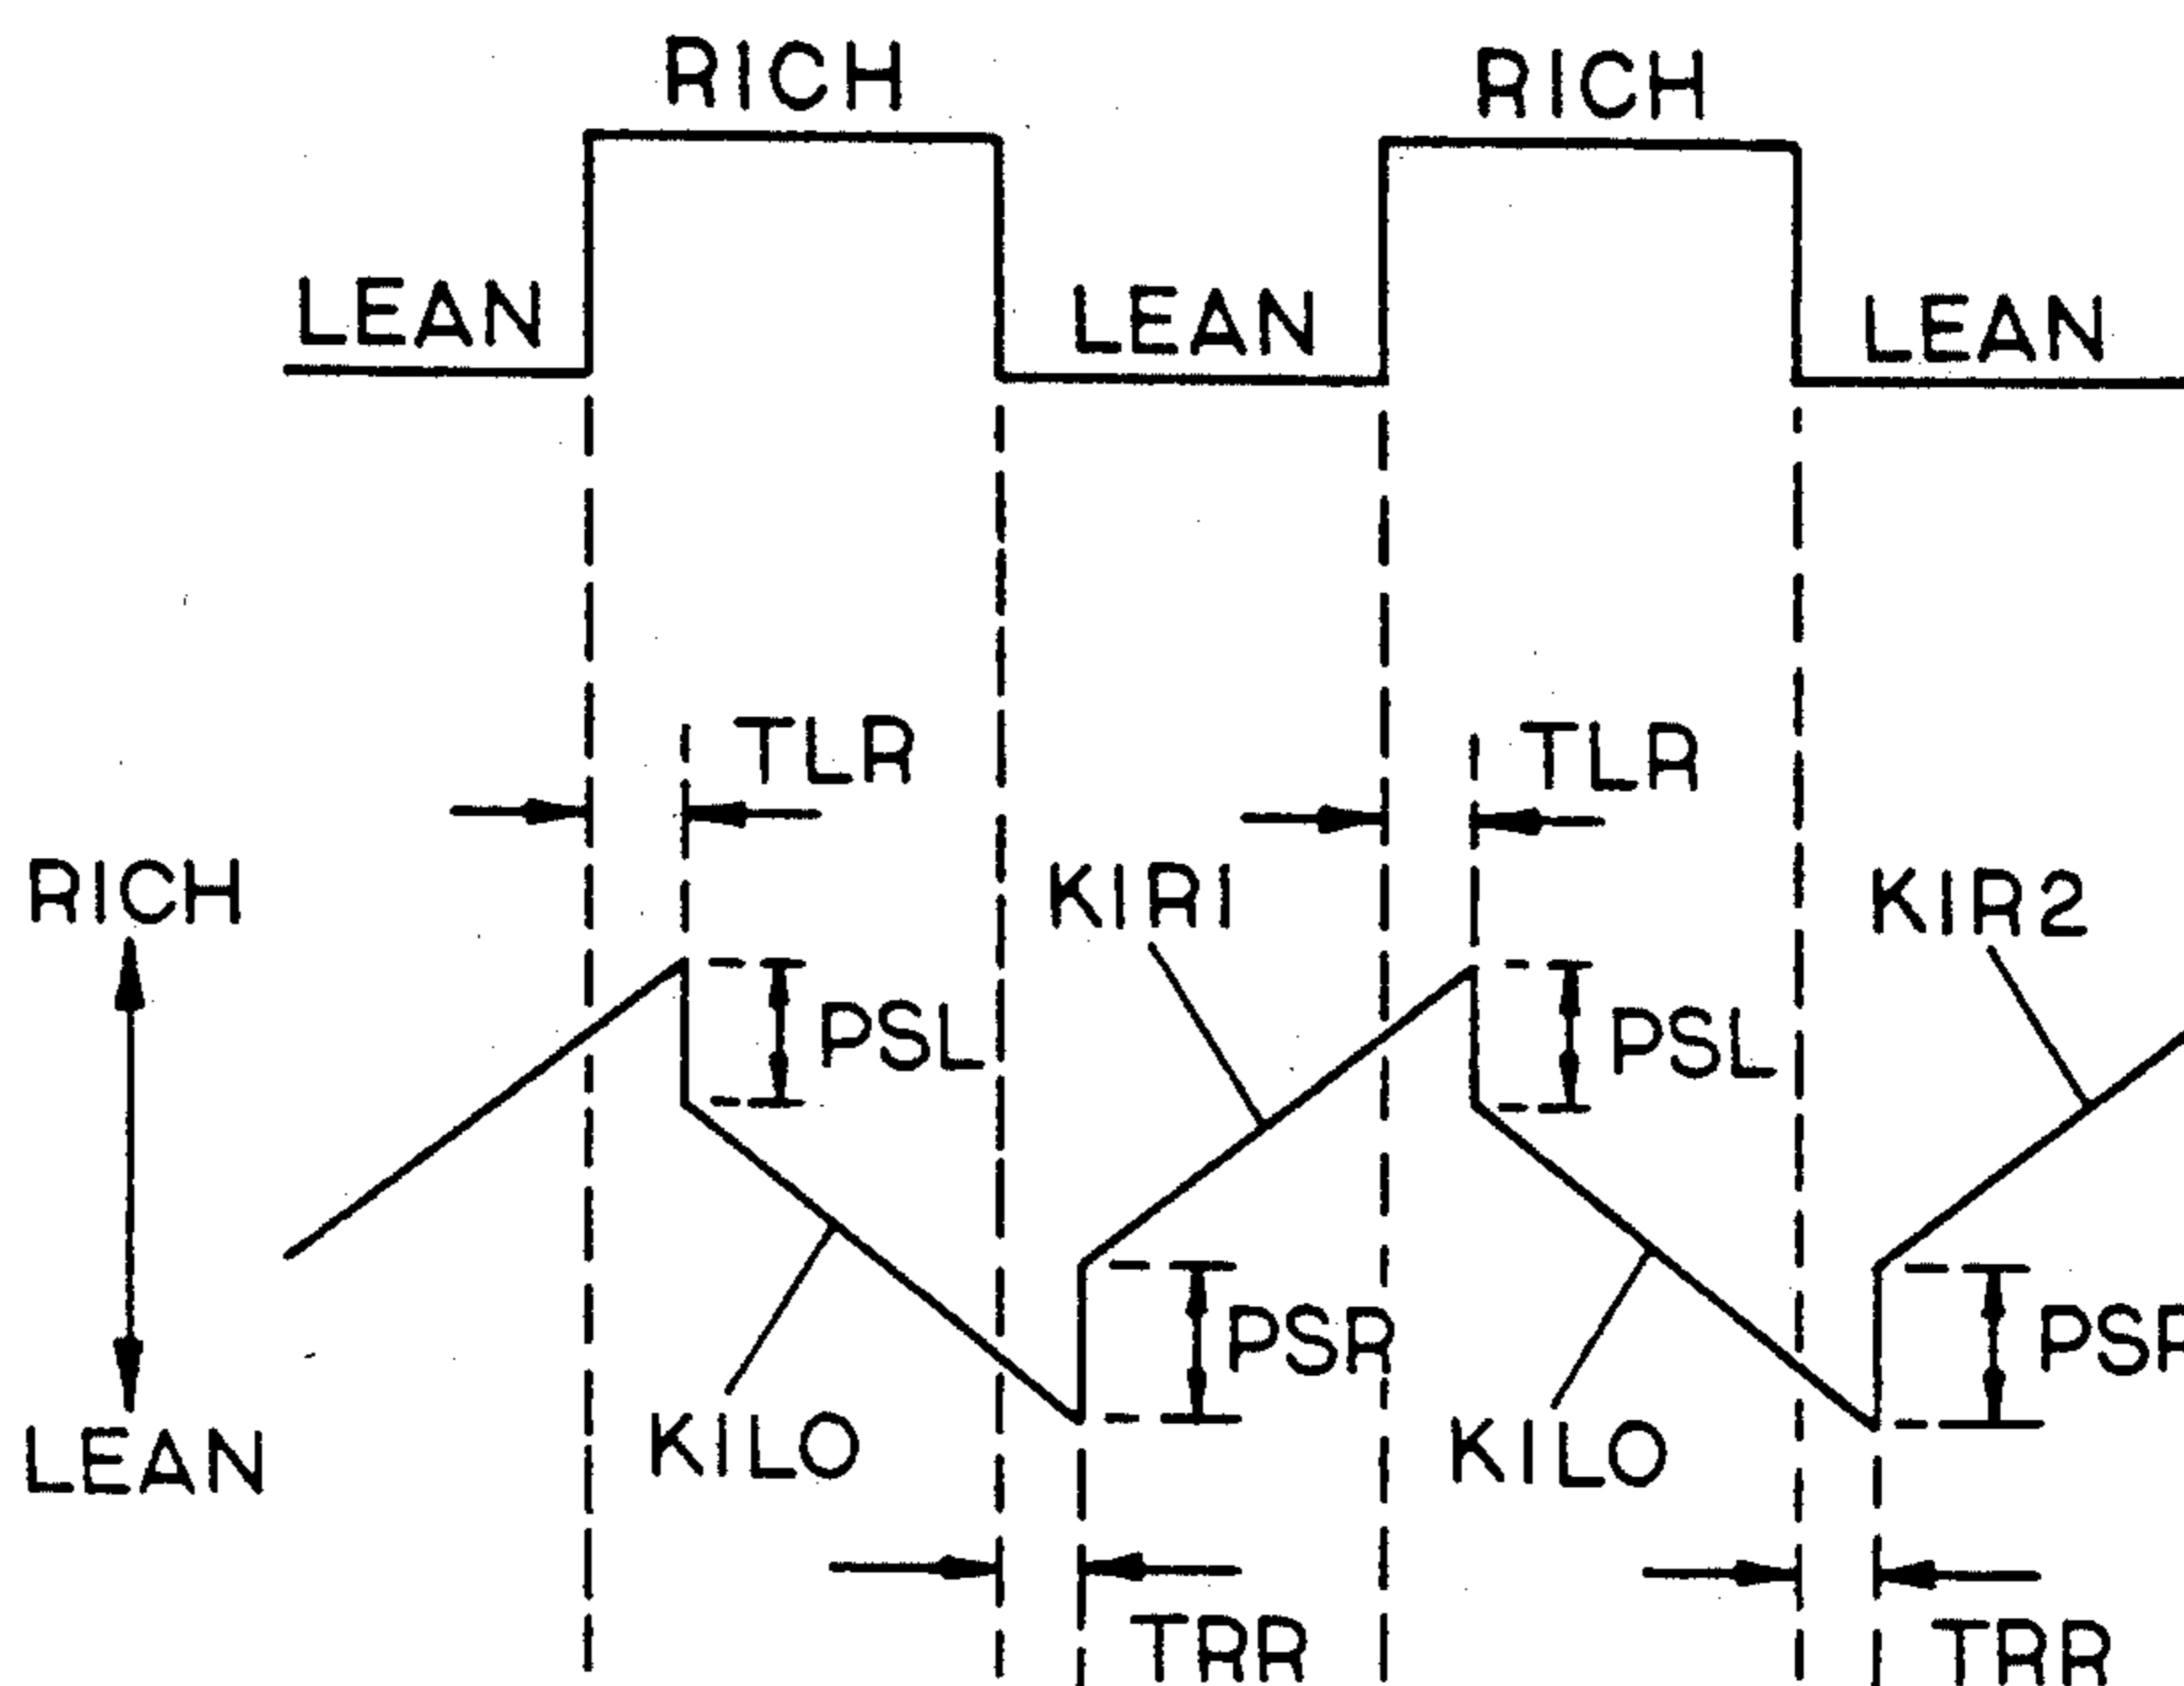 RICH RICH
LEAN LEAN LEAN
TLR TLR
RICH KIR1 KIR2
PSL PSL
PSR
LEAN KILO KILO
TRR TRR